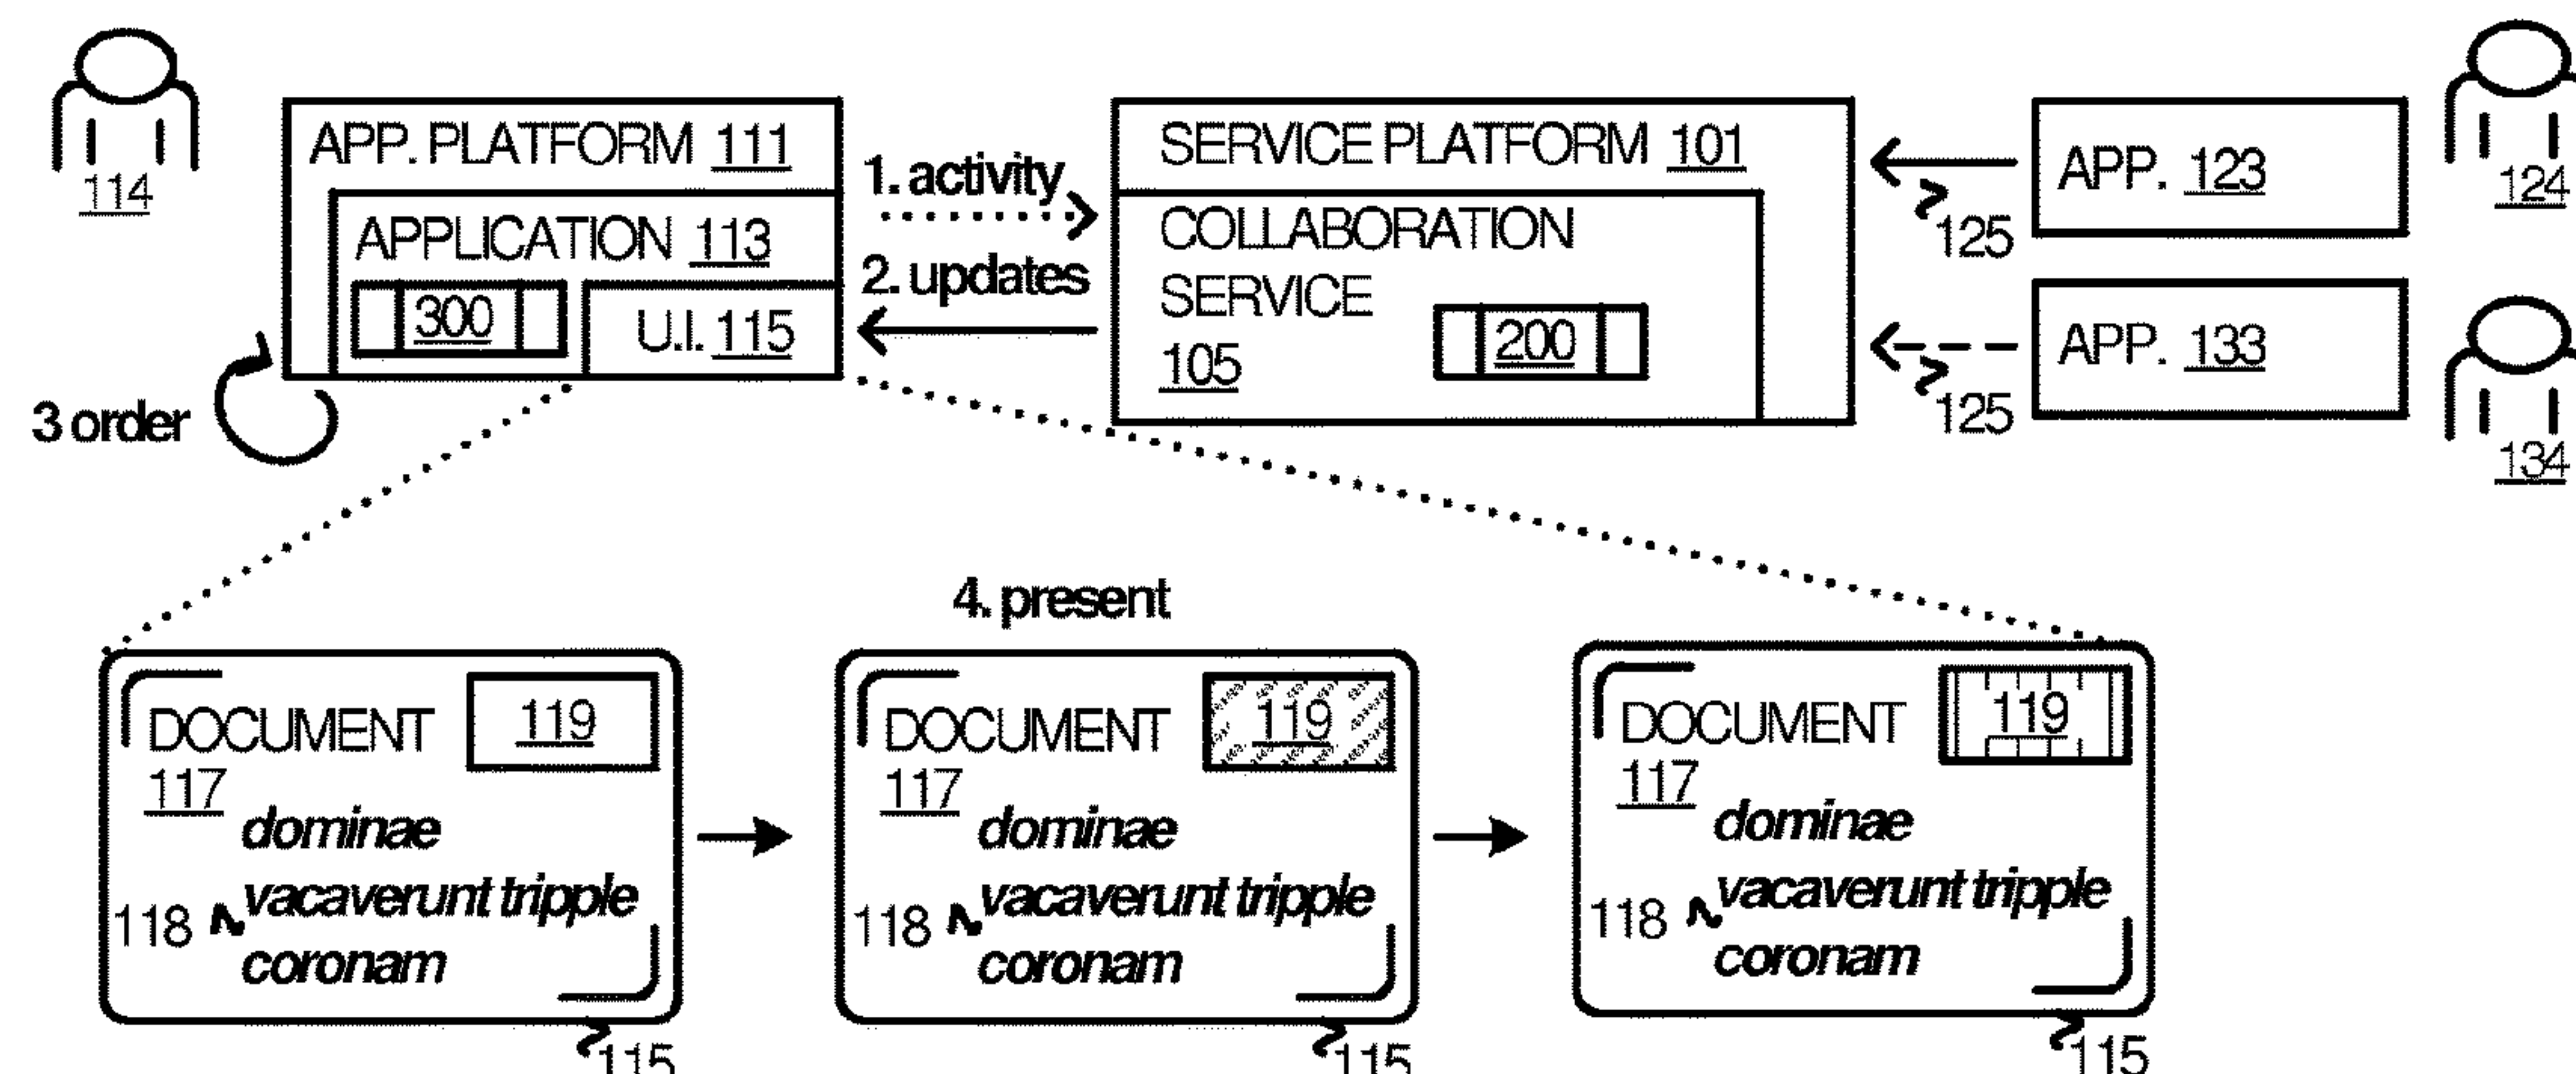 114
APP. PLATFORM 111
APPLICATION 113
300
U.I. 115
3 order
1. activity
2. updates
SERVICE PLATFORM 101
COLLABORATION
SERVICE
105
200
125
APP. 123
124
125
APP. 133
134
4. present
DOCUMENT
117
119
dominae
118
vacaverunt tripple
coronam
115
DOCUMENT
117
119
dominae
118
vacaverunt tripple
coronam
115
DOCUMENT
117
119
dominae
118
vacaverunt tripple
coronam
115